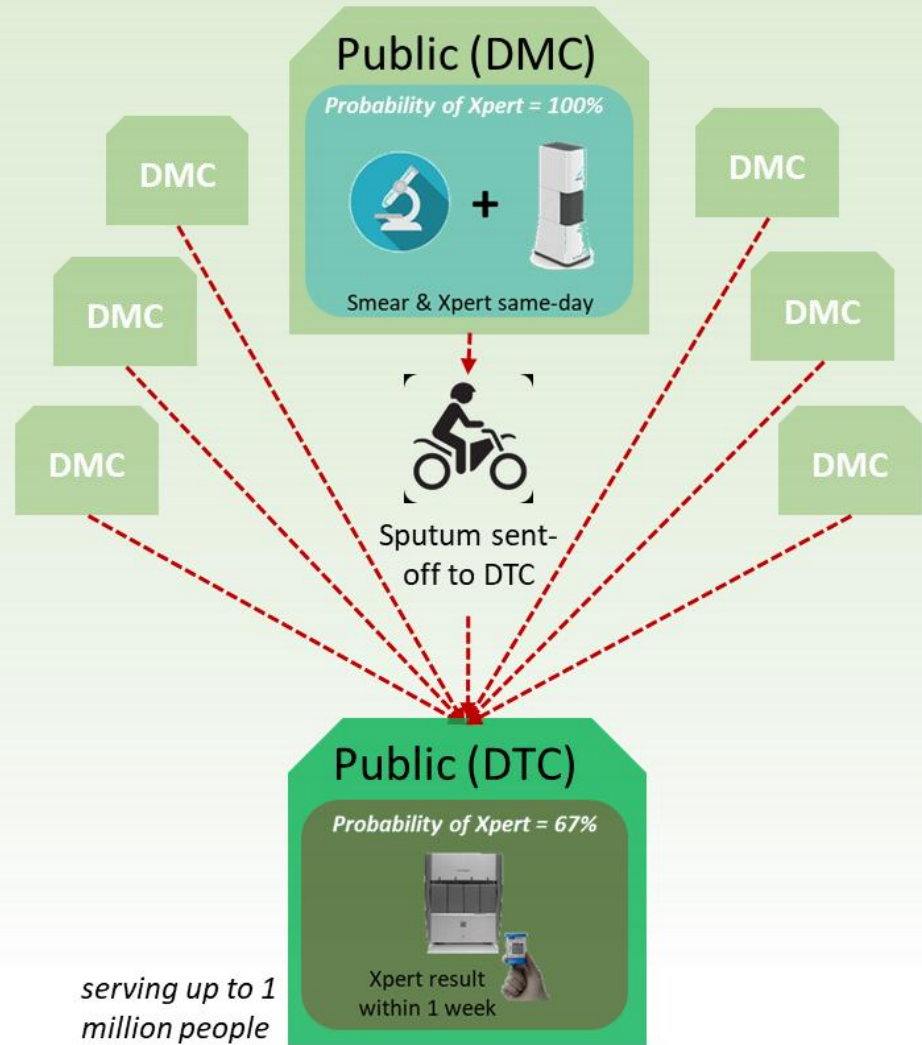 Public (DMC)
Probability of Xpert = 100%
+
Smear & Xpert same-day
DMC
DMC
DMC
DMC
DMC
DMC
Sputum sent-
off to DTC
Public (DTC)
Probability of Xpert = 67%
Xpert result
within 1 week
serving up to 1
million people